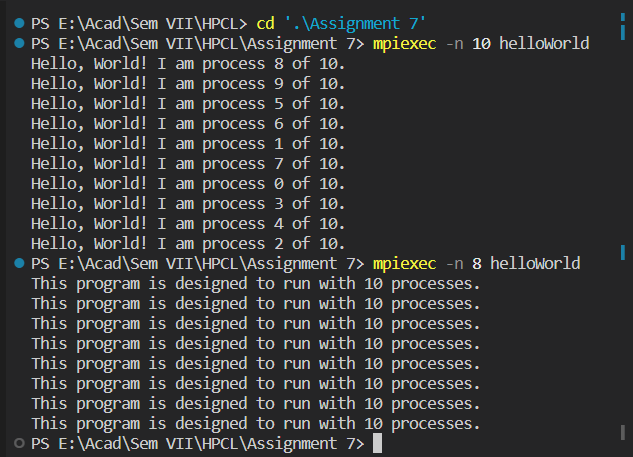 PS E:\Acad\Sem VII\HPCL> cd '.\Assignment 7'
PS E:\Acad\Sem VII\HPCL\Assignment 7> mpiexec -n 10 helloWorld
Hello, World! I am process 8 of 10.
Hello, World! I am process 9 of 10.
Hello, World! I am process 5 of 10.
Hello, World! I am process 6 of 10.
Hello, World! I am process 1 of 10.
Hello, World! I am process 7 of 10.
Hello, World! I am process 0 of 10.
Hello, World! I am process 3 of 10.
Hello, World! I am process 4 of 10.
Hello, World! I am process 2 of 10.
PS E:\Acad\Sem VII\HPCL\Assignment 7> mpiexec -n 8 helloWorld
This program is designed to run with 10 processes.
This program is designed to run with 10 processes.
This program is designed to run with 10 processes.
This program is designed to run with 10 processes.
This program is designed to run with 10 processes.
This program is designed to run with 10 processes.
This program is designed to run with 10 processes.
This program is designed to run with 10 processes.
PS E:\Acad\Sem VII\HPCL\Assignment 7>